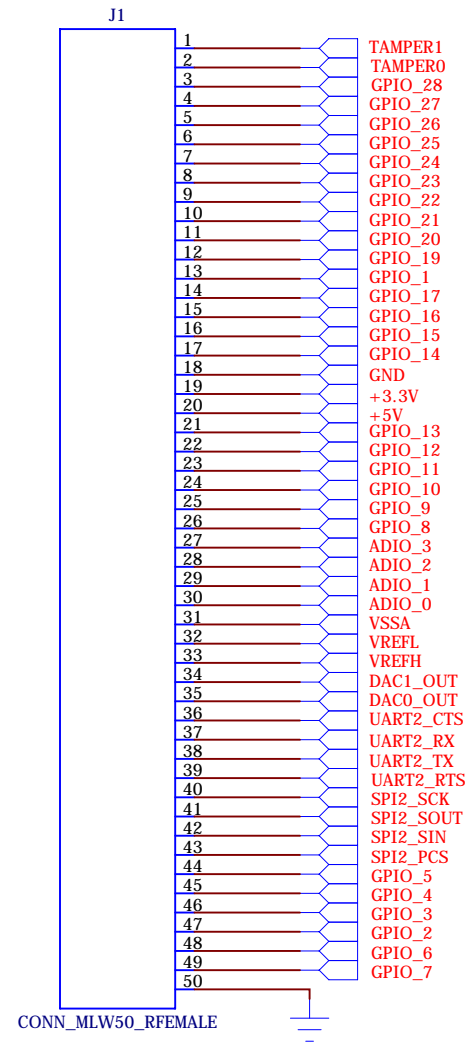 J1
1 TAMPER1
2 TAMPER0
3 GPIO_28
4 GPIO_27
5 GPIO_26
6 GPIO_25
7 GPIO_24
8 GPIO_23
9 GPIO_22
10 GPIO_21
11 GPIO_20
12 GPIO_19
13 GPIO_1
14 GPIO_17
15 GPIO_16
16 GPIO_15
17 GPIO_14
18 GND
19 +3.3V
20 +5V
21 GPIO_13
22 GPIO_12
23 GPIO_11
24 GPIO_10
25 GPIO_9
26 GPIO_8
27 ADIO_3
28 ADIO_2
29 ADIO_1
30 ADIO_0
31 VSSA
32 VREFL
33 VREFH
34 DAC1_OUT
35 DAC0_OUT
36 UART2_CTS
37 UART2_RX
38 UART2_TX
39 UART2_RTS
40 SPI2_SCK
41 SPI2_SOUT
42 SPI2_SIN
43 SPI2_PCS
44 GPIO_5
45 GPIO_4
46 GPIO_3
47 GPIO_2
48 GPIO_6
49 GPIO_7
50
CONN_MLW50_RFEMALE